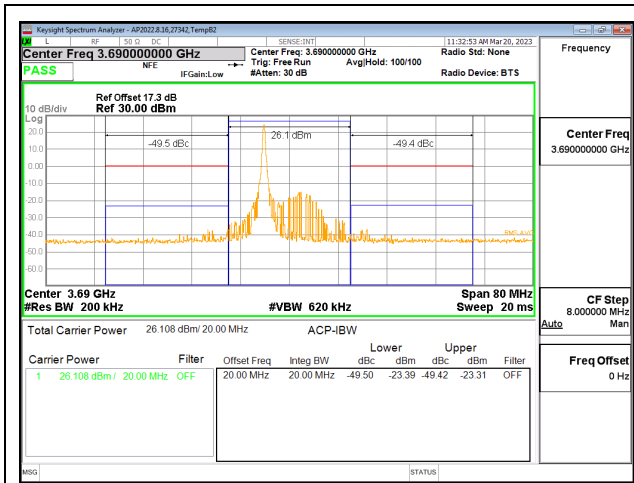 Keysight Spectrum Analyzer - AP2022.8.16,27342,TempB2
L RF 50 Ω DC SENSE:INT 11:32:53 AM Mar 20, 2023
Center Freq 3.690000000 GHz
Center Freq: 3.690000000 GHz
Radio Std: None
Trig: Free Run Avg|Hold: 100/100
PASS
NFE
IFGain:Low
#Atten: 30 dB
Radio Device: BTS
Frequency
Ref Offset 17.3 dB
10 dB/div Ref 30.00 dBm
Log
20.0
10.0
0.00
-10.0
-20.0
-30.0
-40.0
-50.0
-60.0
-49.5 dBc
26.1 dBm
-49.4 dBc
RMS AVG
Center 3.69 GHz Span 80 MHz
#Res BW 200 kHz #VBW 620 kHz Sweep 20 ms
Center Freq
3.690000000 GHz
CF Step
8.000000 MHz
Auto Man
Freq Offset
0 Hz
Total Carrier Power 26.108 dBm/ 20.00 MHz ACP-IBW
Lower Upper
Carrier Power Filter Offset Freq Integ BW dBc dBm dBc dBm Filter
1 26.108 dBm / 20.00 MHz OFF 20.00 MHz 20.00 MHz -49.50 -23.39 -49.42 -23.31 OFF
MSG STATUS